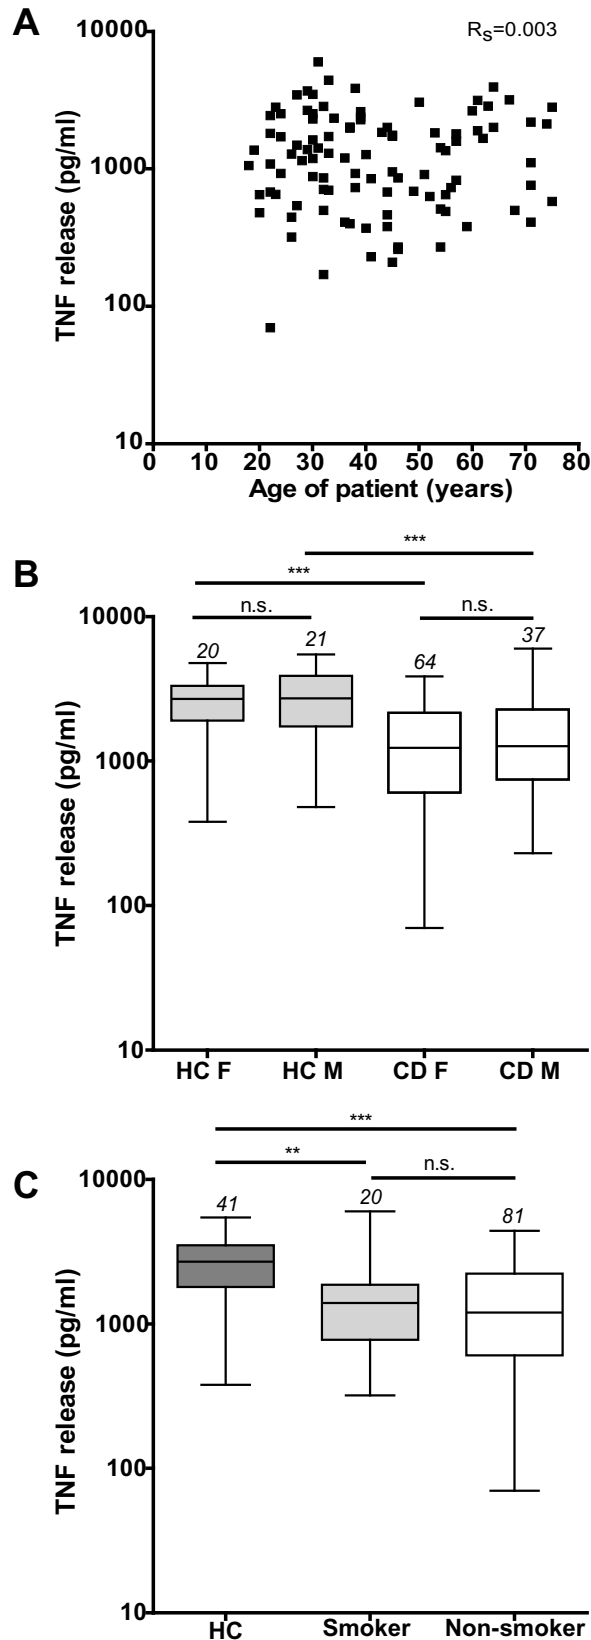 A
R_S=0.003
TNF release (pg/ml)
10000
1000
100
10
0 10 20 30 40 50 60 70 80
Age of patient (years)
B
***
***
n.s. n.s.
TNF release (pg/ml)
10000
1000
100
10
20 21 64 37
HC F HC M CD F CD M
C
***
**
n.s.
TNF release (pg/ml)
10000
1000
100
10
41 20 81
HC Smoker Non-smoker